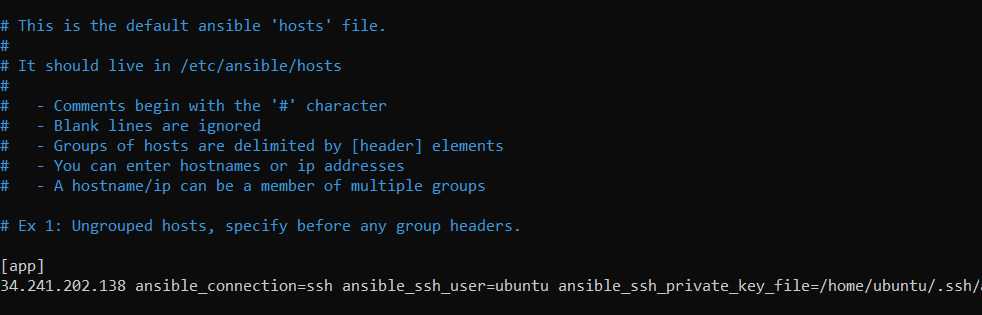 # This is the default ansible 'hosts' file.
#
# It should live in /etc/ansible/hosts
#
#   - Comments begin with the '#' character
#   - Blank lines are ignored
#   - Groups of hosts are delimited by [header] elements
#   - You can enter hostnames or ip addresses
#   - A hostname/ip can be a member of multiple groups
# Ex 1: Ungrouped hosts, specify before any group headers.
[app]
34.241.202.138 ansible_connection=ssh ansible_ssh_user=ubuntu ansible_ssh_private_key_file=/home/ubuntu/.ssh/